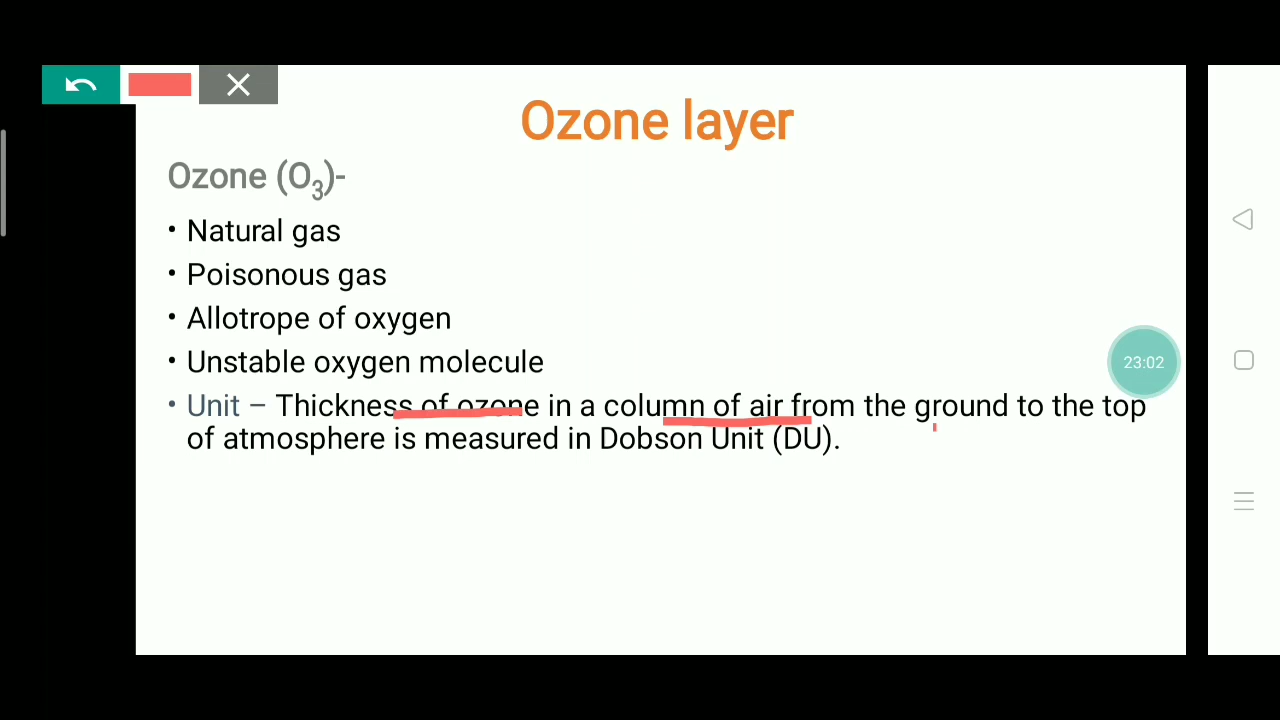 Ozone layer
Ozone (O₃)-
• Natural gas
• Poisonous gas
• Allotrope of oxygen
• Unstable oxygen molecule
• Unit – Thickness of ozone in a column of air from the ground to the top
of atmosphere is measured in Dobson Unit (DU).
23:02